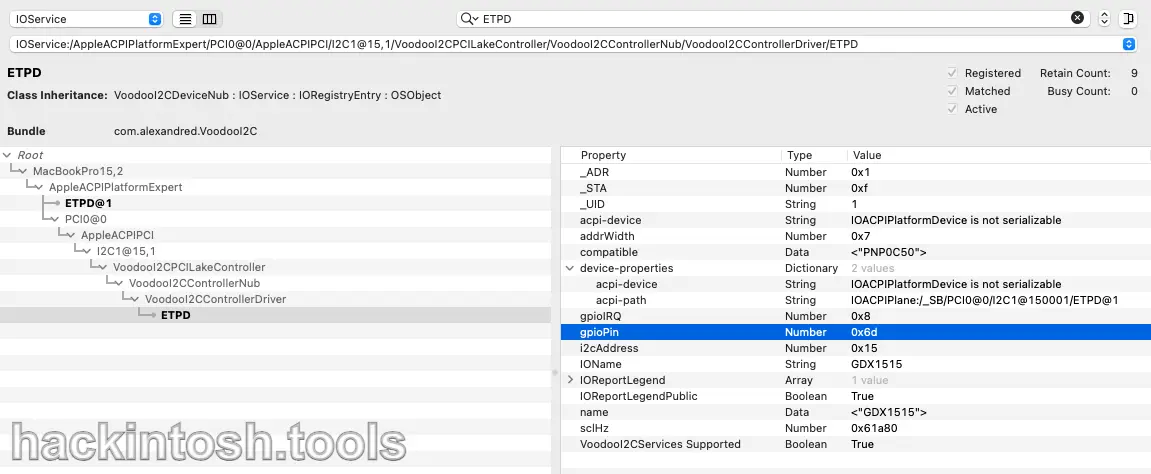 IOService
ETPD
IOService:/AppleACPIPlatformExpert/PCI0@0/AppleACPIPCI/I2C1@15,1/VoodooI2CPCILakeController/VoodooI2CControllerNub/VoodooI2CControllerDriver/ETPD
ETPD
Registered Retain Count: 9
Class Inheritance: VoodooI2CDeviceNub : IOService : IORegistryEntry : OSObject
Matched Busy Count: 0
Active
Bundle com.alexandred.VoodooI2C
Root
MacBookPro15,2
AppleACPIPlatformExpert
ETPD@1
PCI0@0
AppleACPIPCI
I2C1@15,1
VoodooI2CPCILakeController
VoodooI2CControllerNub
VoodooI2CControllerDriver
ETPD
Property Type Value
_ADR Number 0x1
_STA Number 0xf
_UID String 1
acpi-device String IOACPIPlatformDevice is not serializable
addrWidth Number 0x7
compatible Data <"PNP0C50">
device-properties Dictionary 2 values
acpi-device String IOACPIPlatformDevice is not serializable
acpi-path String IOACPIPlane:/_SB/PCI0@0/I2C1@150001/ETPD@1
gpioIRQ Number 0x8
gpioPin Number 0x6d
i2cAddress Number 0x15
IOName String GDX1515
IOReportLegend Array 1 value
IOReportLegendPublic Boolean True
name Data <"GDX1515">
sclHz Number 0x61a80
VoodooI2CServices Supported Boolean True
hackintosh.tools